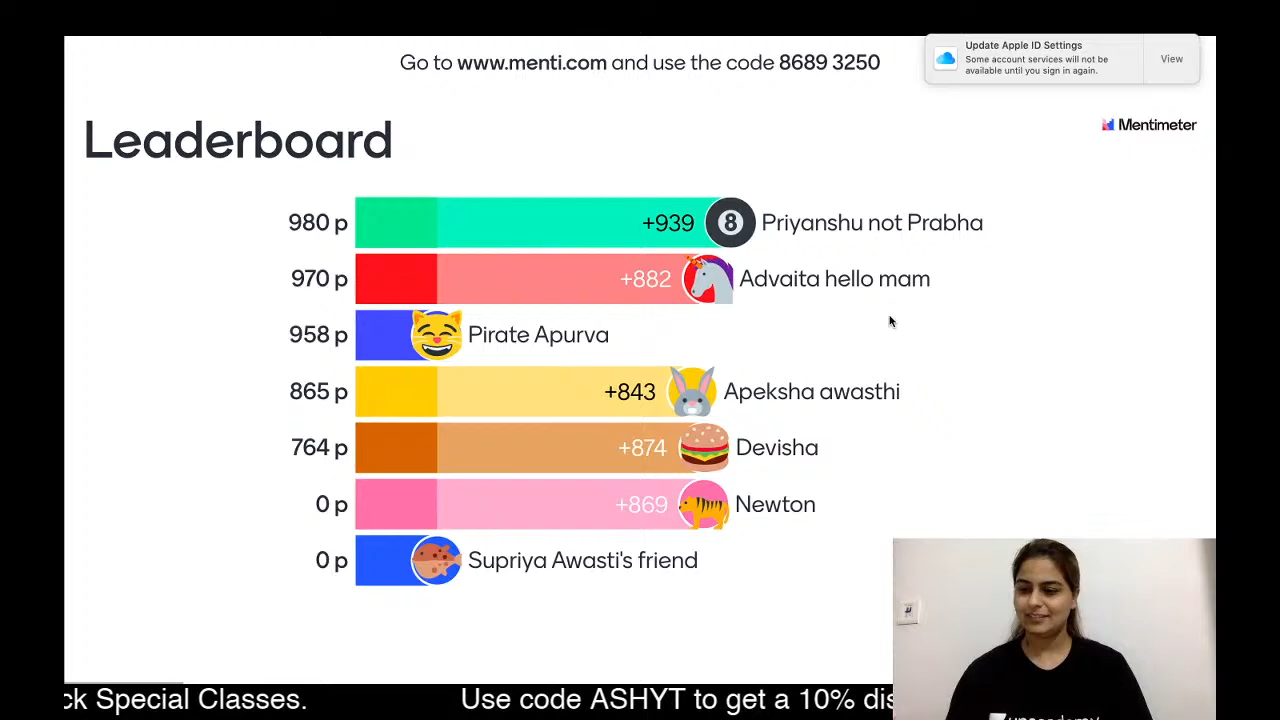 Go to www.menti.com and use the code 8689 3250
Update Apple ID Settings
Some account services will not be
available until you sign in again.
View
Leaderboard
Mentimeter
980 p +939 8 Priyanshu not Prabha
970 p +882 Advaita hello mam
958 p Pirate Apurva
865 p +843 Apeksha awasthi
764 p +874 Devisha
0 p +869 Newton
0 p Supriya Awasti's friend
ck Special Classes. Use code ASHYT to get a 10% dis